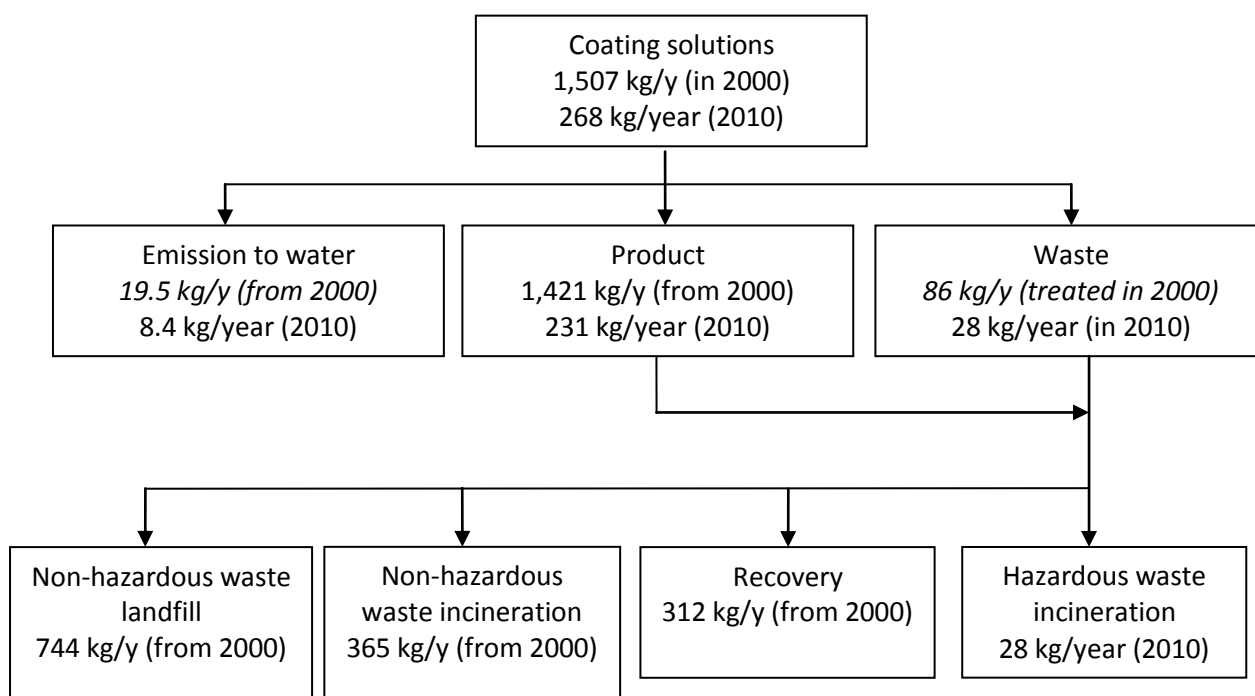 Coating solutions
1,507 kg/y (in 2000)
268 kg/year (2010)
Emission to water
19.5 kg/y (from 2000)
8.4 kg/year (2010)
Product
1,421 kg/y (from 2000)
231 kg/year (2010)
Waste
86 kg/y (treated in 2000)
28 kg/year (in 2010)
Non-hazardous waste
landfill
744 kg/y (from 2000)
Non-hazardous
waste incineration
365 kg/y (from 2000)
Recovery
312 kg/y (from 2000)
Hazardous waste
incineration
28 kg/year (2010)